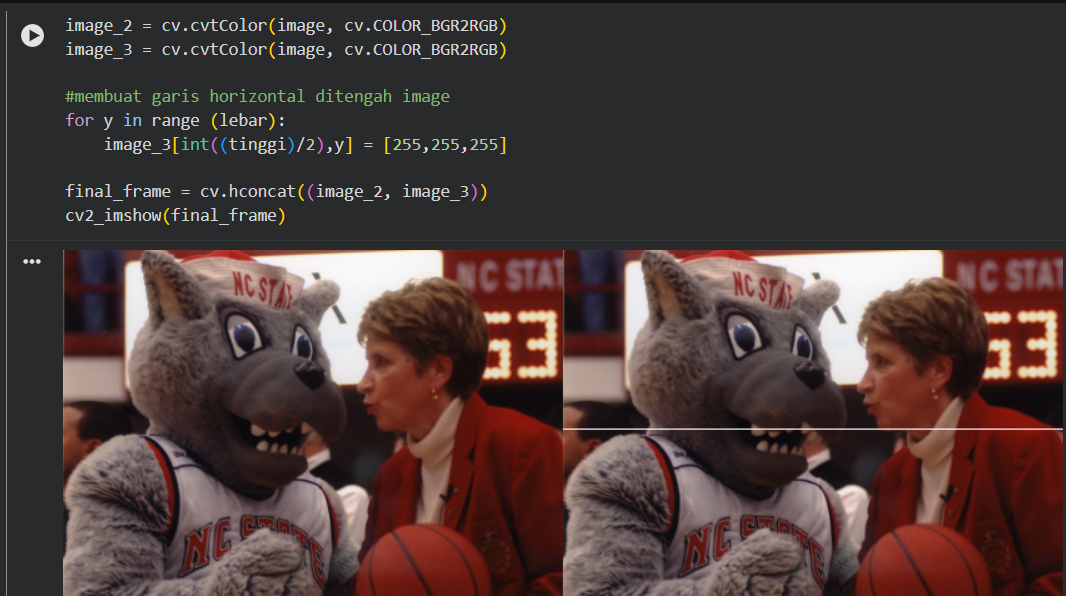 image_2 = cv.cvtColor(image, cv.COLOR_BGR2RGB)
image_3 = cv.cvtColor(image, cv.COLOR_BGR2RGB)
#membuat garis horizontal ditengah image
for y in range (lebar):
    image_3[int((tinggi)/2),y] = [255,255,255]
final_frame = cv.hconcat((image_2, image_3))
cv2_imshow(final_frame)
NC STATE
NC STAT
53
NC STATE
NC STATE
NC STAT
53
NC STATE